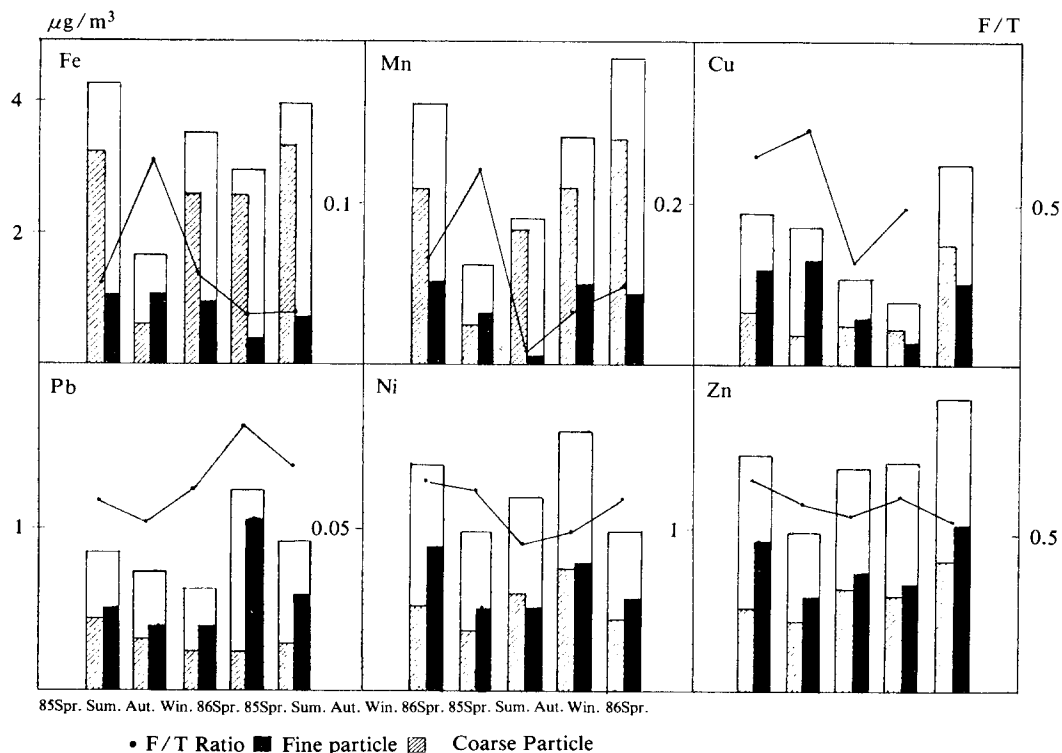 μg/m³ F/T
Fe Mn Cu
4
0.1 0.2 0.5
2
Pb Ni Zn
1 0.05 1 0.5
85Spr. Sum. Aut. Win. 86Spr. 85Spr. Sum Aut. Win. 86Spr. 85Spr. Sum. Aut. Win. 86Spr.
• F/T Ratio Fine particle Coarse Particle